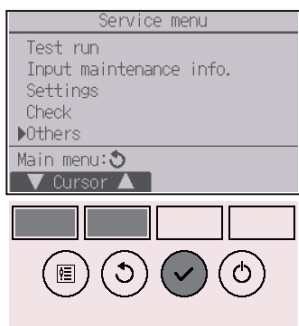 Service menu
Test run
Input maintenance info.
Settings
Check
▶Others
Main menu:↺
▼ Cursor ▲